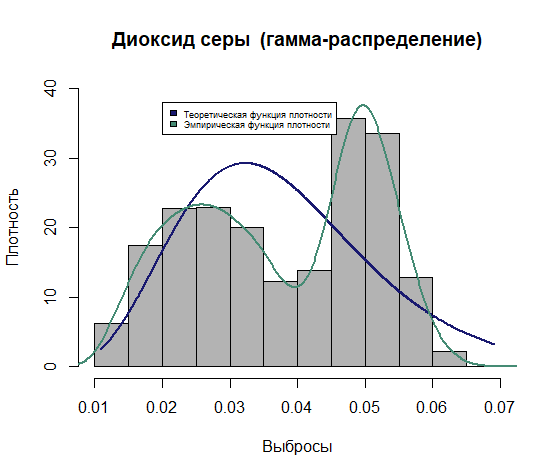 Диоксид серы (гамма-распределение)
Теоретическая функция плотности
Эмпирическая функция плотности
Плотность
40
30
20
10
0
0.01 0.02 0.03 0.04 0.05 0.06 0.07
Выбросы